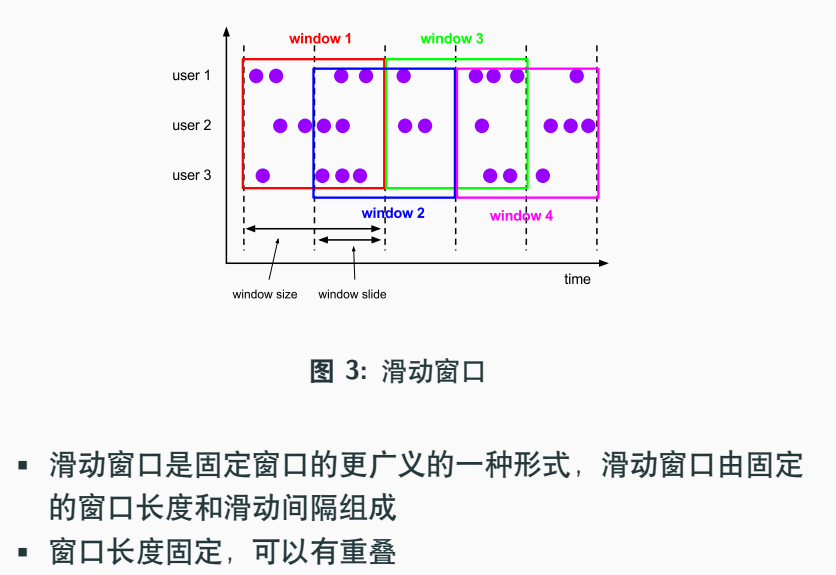 window 1
window 3
user 1
user 2
user 3
window 2
window 4
time
window size
window slide
图 3: 滑动窗口
▪ 滑动窗口是固定窗口的更广义的一种形式，滑动窗口由固定
的窗口长度和滑动间隔组成
▪ 窗口长度固定，可以有重叠